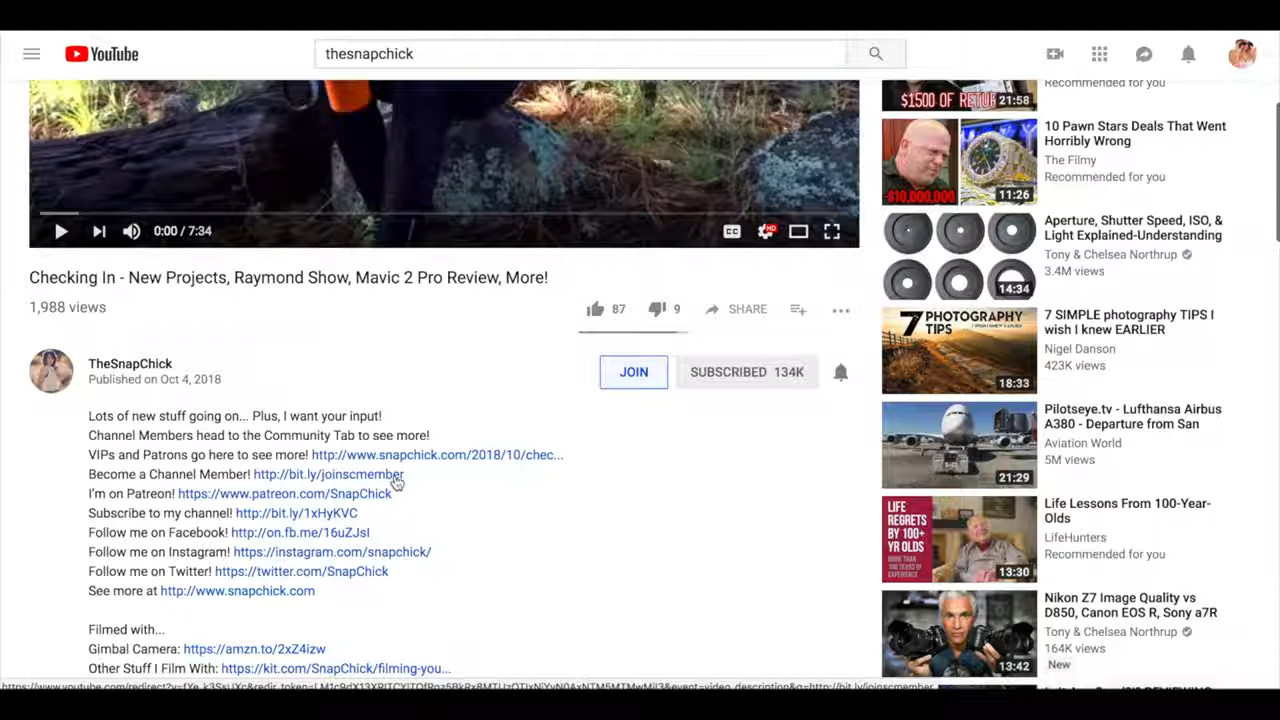 YouTube
thesnapchick
0:00 / 7:34
CC
HD
Checking In - New Projects, Raymond Show, Mavic 2 Pro Review, More!
1,988 views
87
9
SHARE
TheSnapChick
Published on Oct 4, 2018
JOIN
SUBSCRIBED 134K
Lots of new stuff going on... Plus, I want your input!
Channel Members head to the Community Tab to see more!
VIPs and Patrons go here to see more! http://www.snapchick.com/2018/10/chec...
Become a Channel Member! http://bit.ly/joinscmember
I'm on Patreon! https://www.patreon.com/SnapChick
Subscribe to my channel! http://bit.ly/1xHyKVC
Follow me on Facebook! http://on.fb.me/16uZJsI
Follow me on Instagram! https://instagram.com/snapchick/
Follow me on Twitter! https://twitter.com/SnapChick
See more at http://www.snapchick.com
Filmed with...
Gimbal Camera: https://amzn.to/2xZ4izw
Other Stuff I Film With: https://kit.com/SnapChick/filming-you...
$1500 OF RETUR
21:58
Recommended for you
-$10,000,000
11:26
10 Pawn Stars Deals That Went
Horribly Wrong
The Filmy
Recommended for you
14:34
Aperture, Shutter Speed, ISO, &
Light Explained-Understanding
Tony & Chelsea Northrup
3.4M views
7 PHOTOGRAPHY
TIPS
18:33
7 SIMPLE photography TIPS I
wish I knew EARLIER
Nigel Danson
423K views
21:29
Pilotseye.tv - Lufthansa Airbus
A380 - Departure from San
Aviation World
5M views
LIFE
REGRETS
BY 100+
YR OLDS
13:30
Life Lessons From 100-Year-
Olds
LifeHunters
Recommended for you
13:42
Nikon Z7 Image Quality vs
D850, Canon EOS R, Sony a7R
Tony & Chelsea Northrup
164K views
New